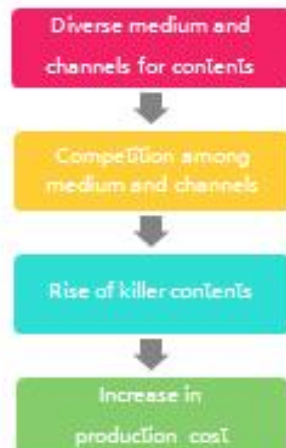 Diverse medium and
channels for contents
Competition among
medium and channels
Rise of killer contents
Increase in
production cost